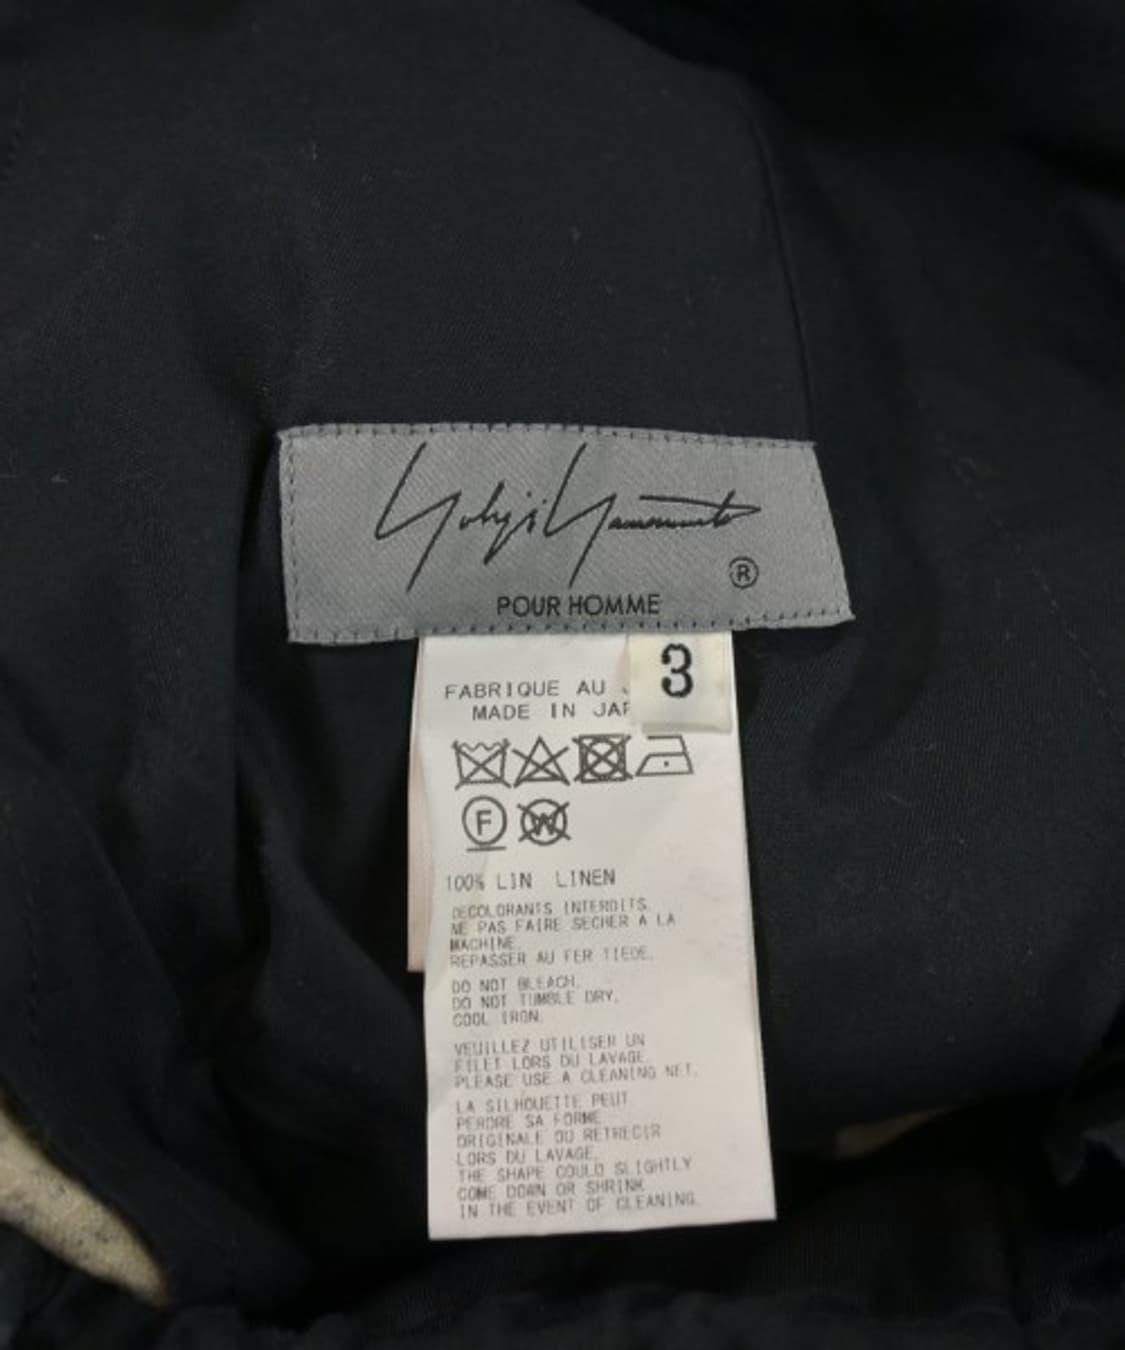 Yohji Yamamoto
®
POUR HOMME
3
FABRIQUE AU
MADE IN JAP
F
W
100% LIN LINEN
DECOLORANTS INTERDITS.
NE PAS FAIRE SECHER A LA
MACHINE.
REPASSER AU FER TIEDE.
DO NOT BLEACH.
DO NOT TUMBLE DRY.
COOL IRON.
VEUILLEZ UTILISER UN
FILET LORS DU LAVAGE.
PLEASE USE A CLEANING NET.
LA SILHOUETTE PEUT
PERDRE SA FORME
ORIGINALE OU RETRECIR
LORS DU LAVAGE.
THE SHAPE COULD SLIGHTLY
COME DOWN OR SHRINK
IN THE EVENT OF CLEANING.